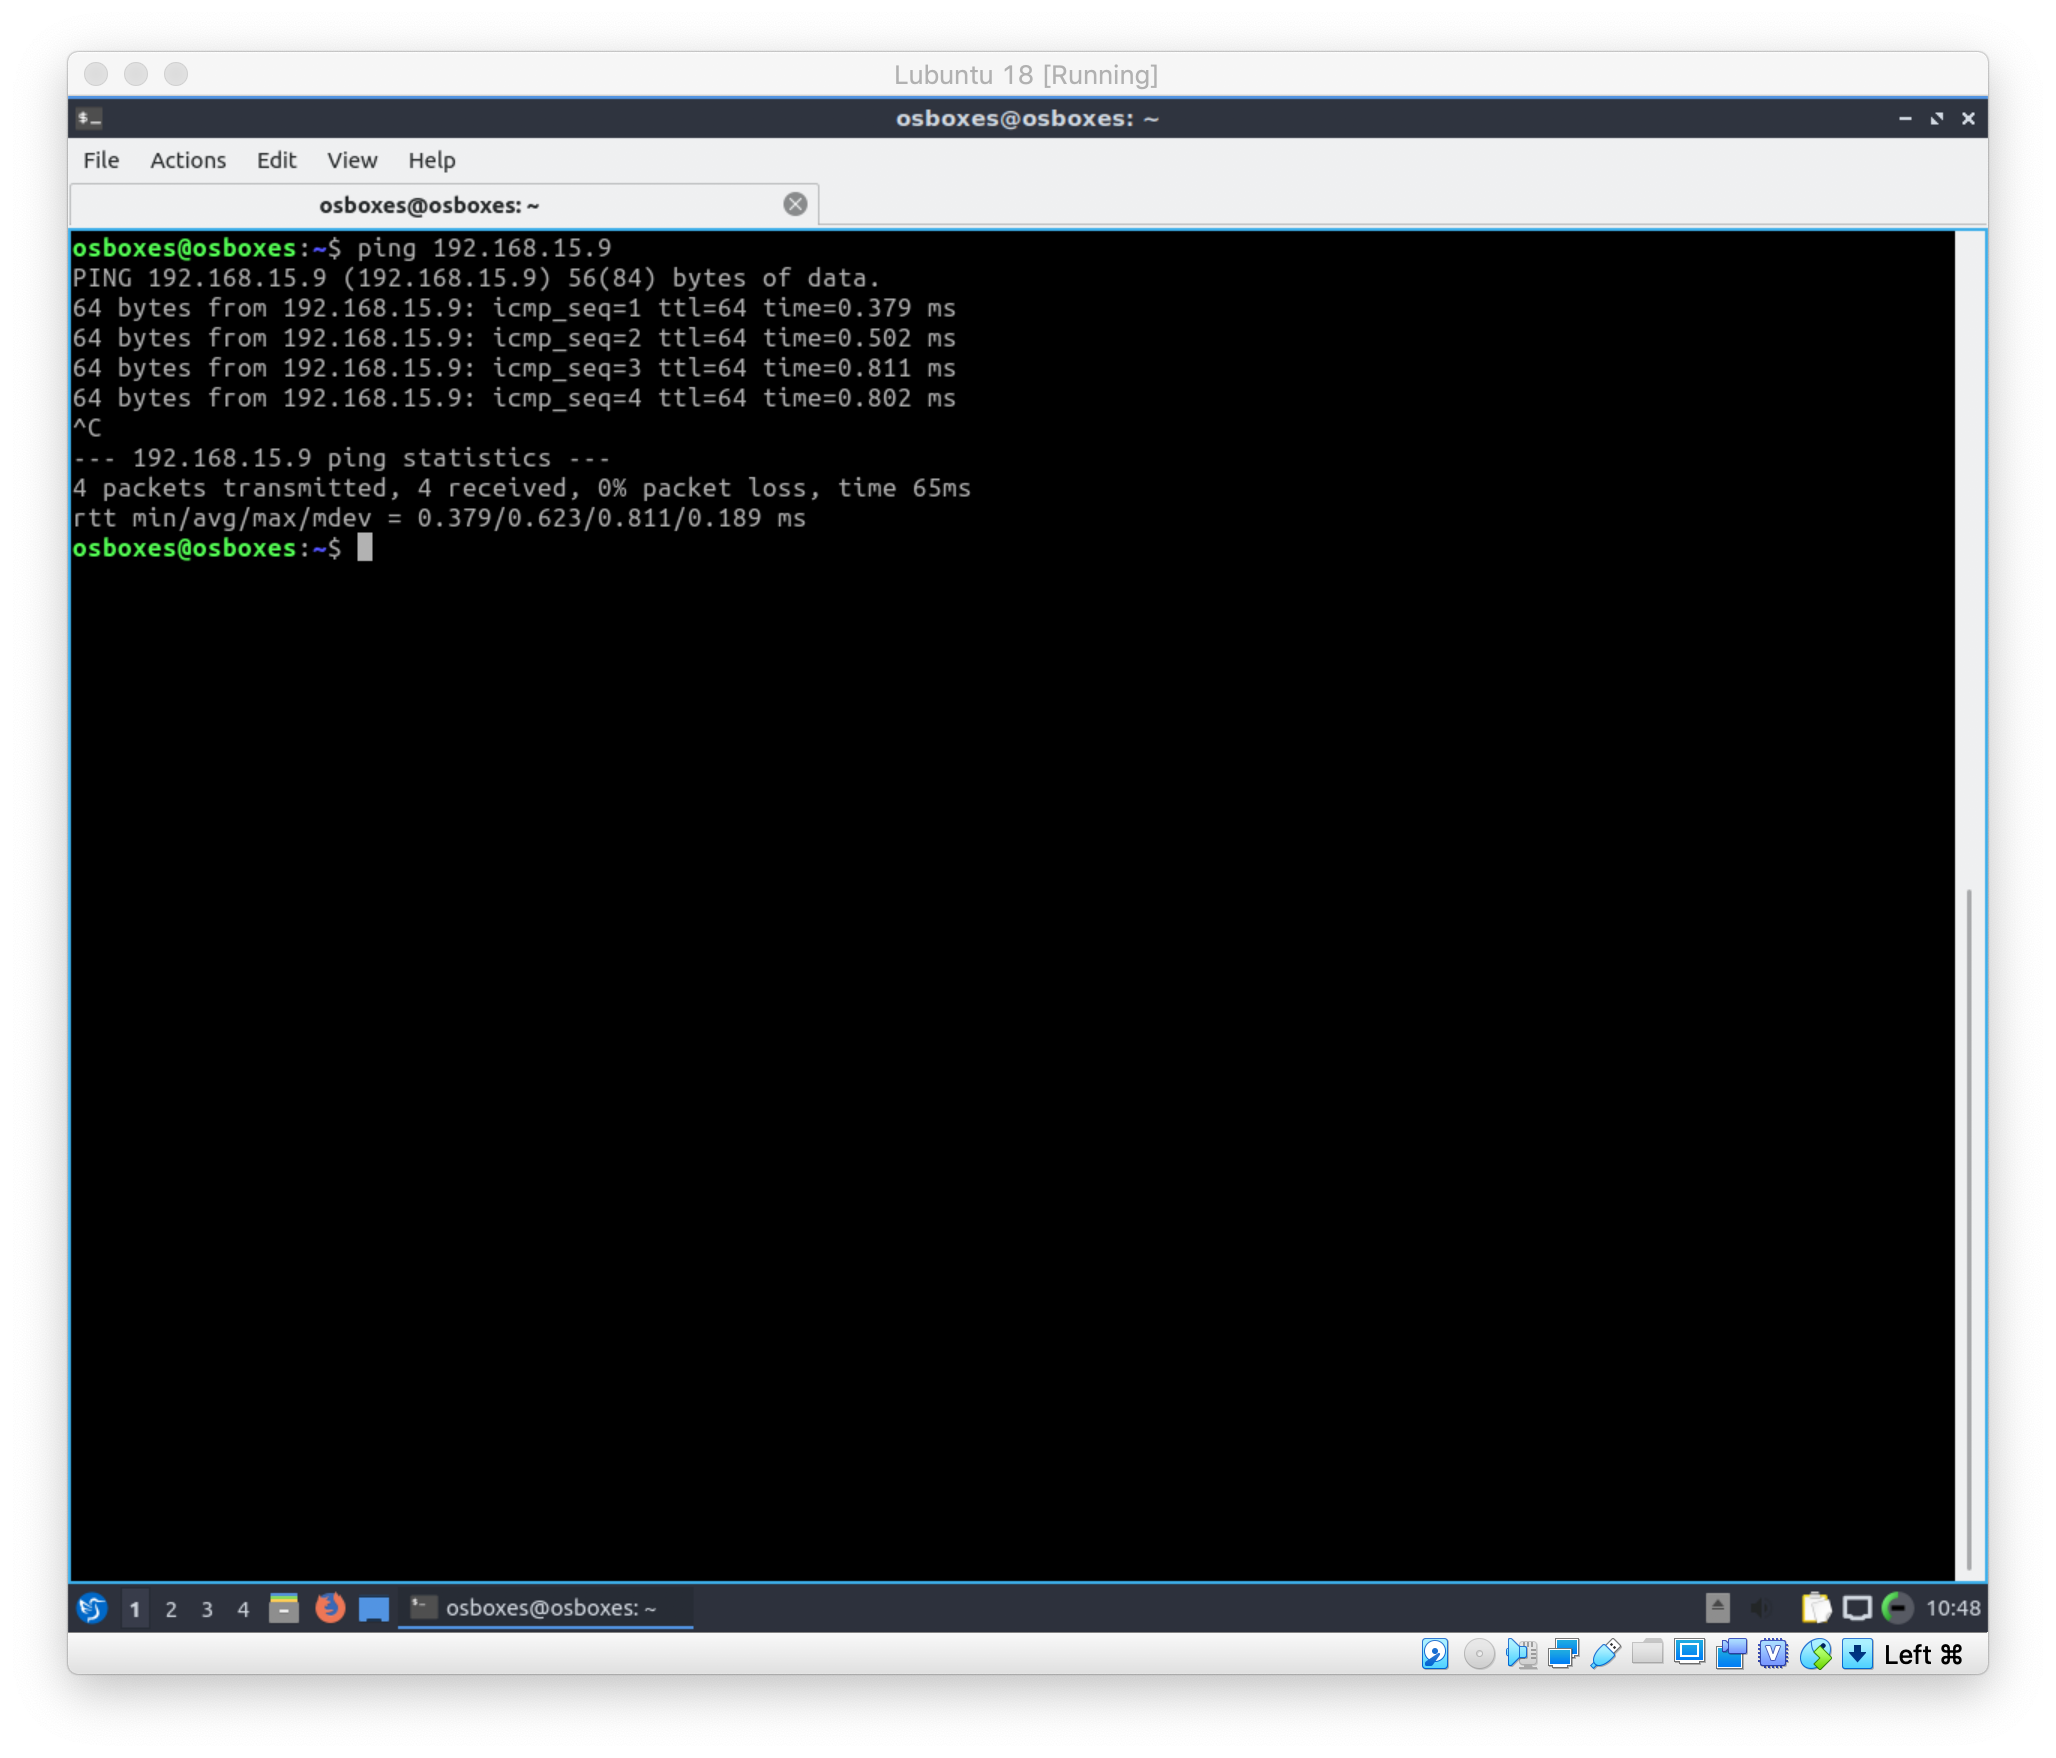 Lubuntu 18 [Running]
$_
osboxes@osboxes: ~
File Actions Edit View Help
osboxes@osboxes: ~
osboxes@osboxes:~$ ping 192.168.15.9
PING 192.168.15.9 (192.168.15.9) 56(84) bytes of data.
64 bytes from 192.168.15.9: icmp_seq=1 ttl=64 time=0.379 ms
64 bytes from 192.168.15.9: icmp_seq=2 ttl=64 time=0.502 ms
64 bytes from 192.168.15.9: icmp_seq=3 ttl=64 time=0.811 ms
64 bytes from 192.168.15.9: icmp_seq=4 ttl=64 time=0.802 ms
^C
--- 192.168.15.9 ping statistics ---
4 packets transmitted, 4 received, 0% packet loss, time 65ms
rtt min/avg/max/mdev = 0.379/0.623/0.811/0.189 ms
osboxes@osboxes:~$
1 2 3 4 osboxes@osboxes: ~ 10:48
V Left ⌘